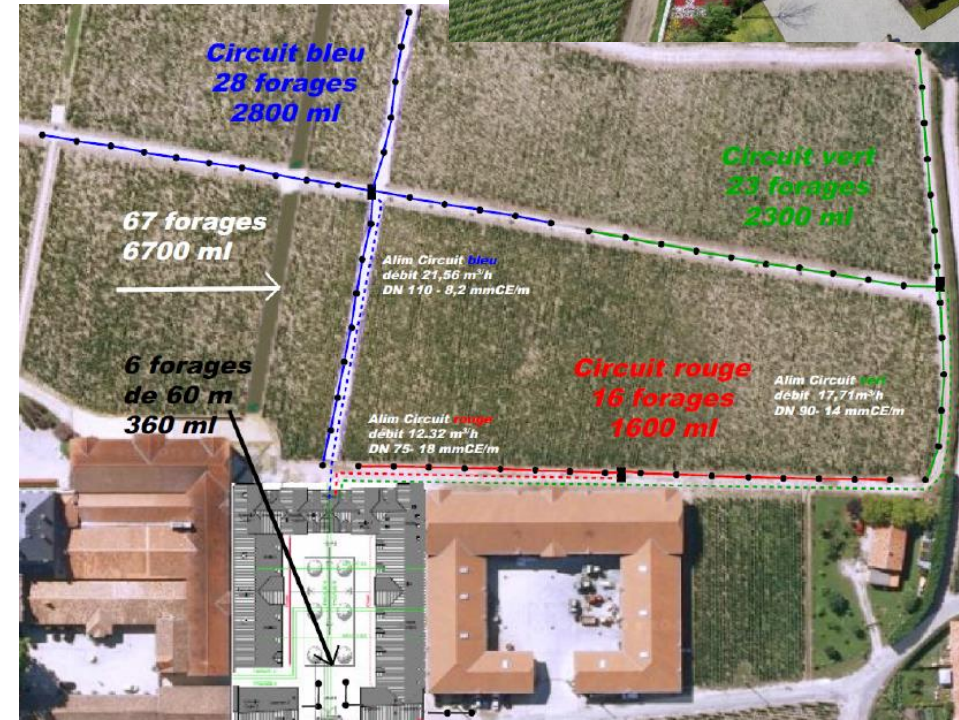 Circuit bleu
28 forages
2800 ml
Circuit vert
23 forages
2300 ml
67 forages
6700 ml
Alim Circuit bleu
débit 21,56 m³/h
DN 110 - 8,2 mmCE/m
6 forages
de 60 m
360 ml
Circuit rouge
16 forages
1600 ml
Alim Circuit vert
débit 17,71m³/h
DN 90- 14 mmCE/m
Alim Circuit rouge
débit 12.32 m³/h
DN 75- 18 mmCE/m